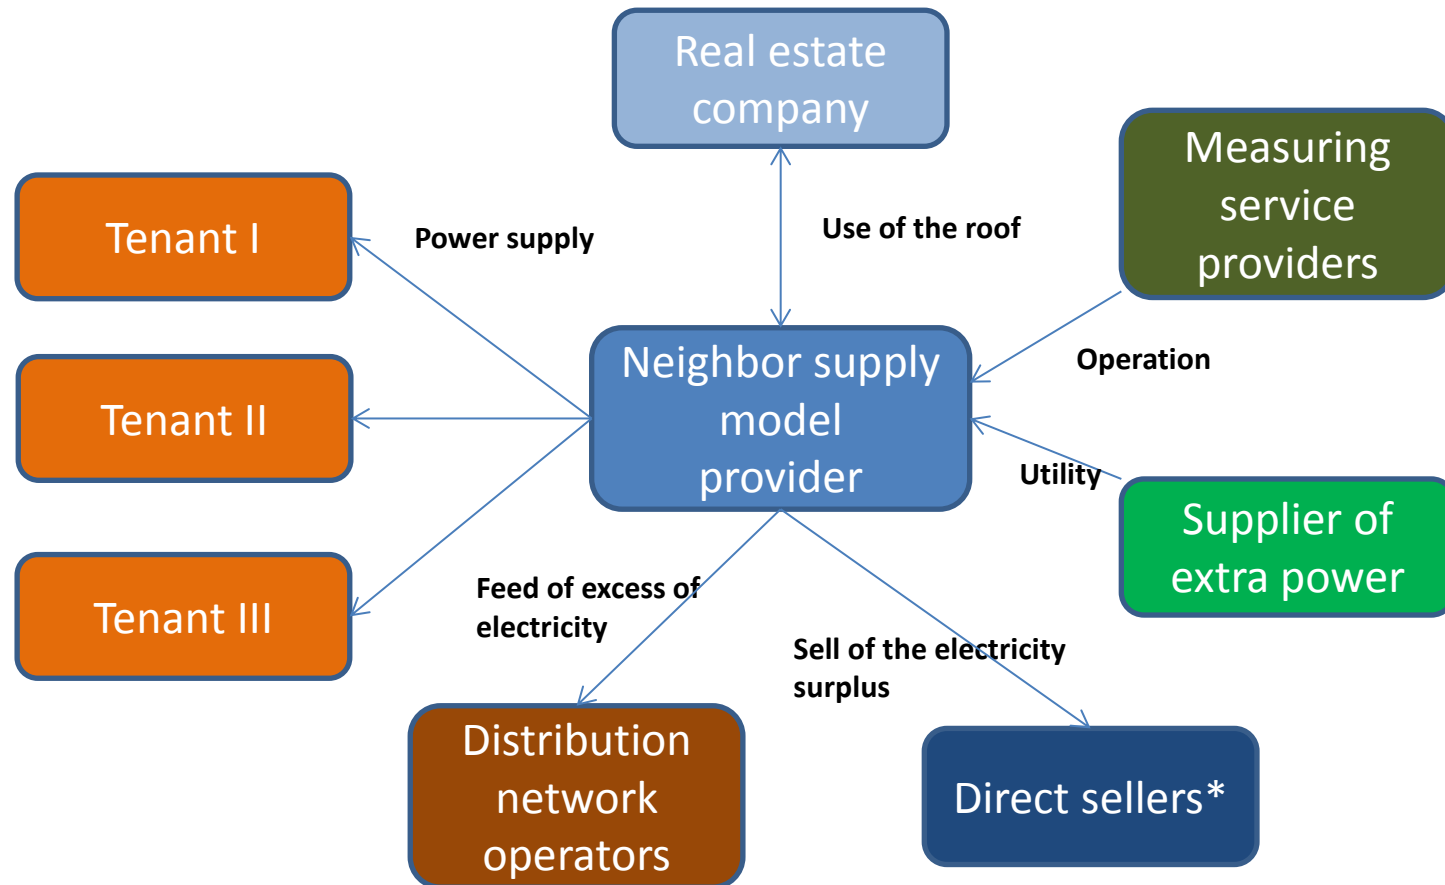 Real estate
company
Measuring
service
providers
Tenant I
Power supply
Use of the roof
Neighbor supply
model
provider
Operation
Tenant II
Utility
Supplier of
extra power
Tenant III
Feed of excess of
electricity
Sell of the electricity
surplus
Distribution
network
operators
Direct sellers*